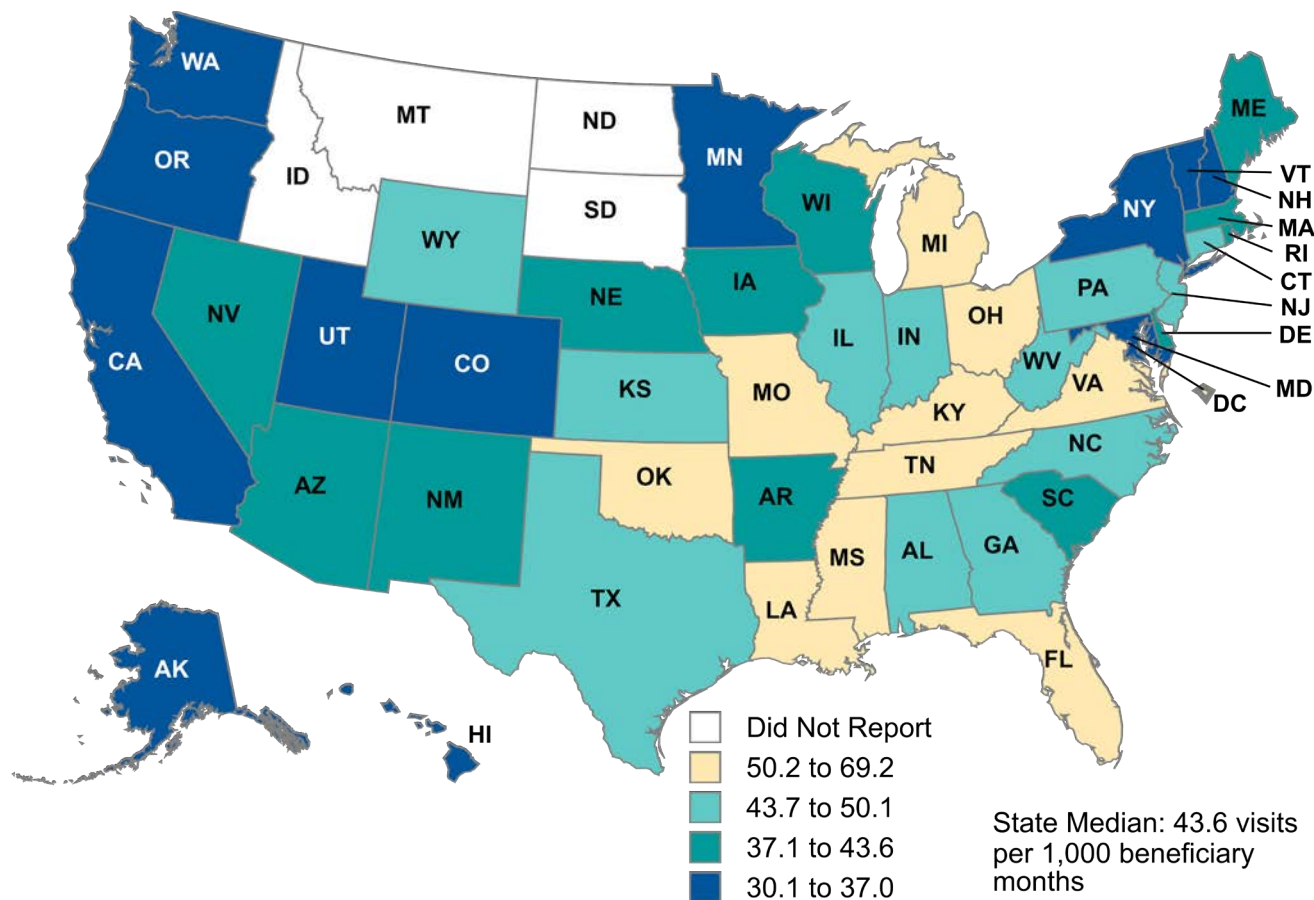 WA
MT
ND
MN
ME
OR
ID
SD
WI
MI
NY
VT
NH
MA
RI
CT
NJ
DE
MD
DC
WY
NE
IA
PA
NV
UT
CO
KS
IL
IN
OH
WV
VA
CA
MO
KY
NC
AZ
NM
OK
AR
TN
SC
TX
LA
MS
AL
GA
FL
AK
HI
Did Not Report
50.2 to 69.2
43.7 to 50.1
37.1 to 43.6
30.1 to 37.0
State Median: 43.6 visits
per 1,000 beneficiary
months